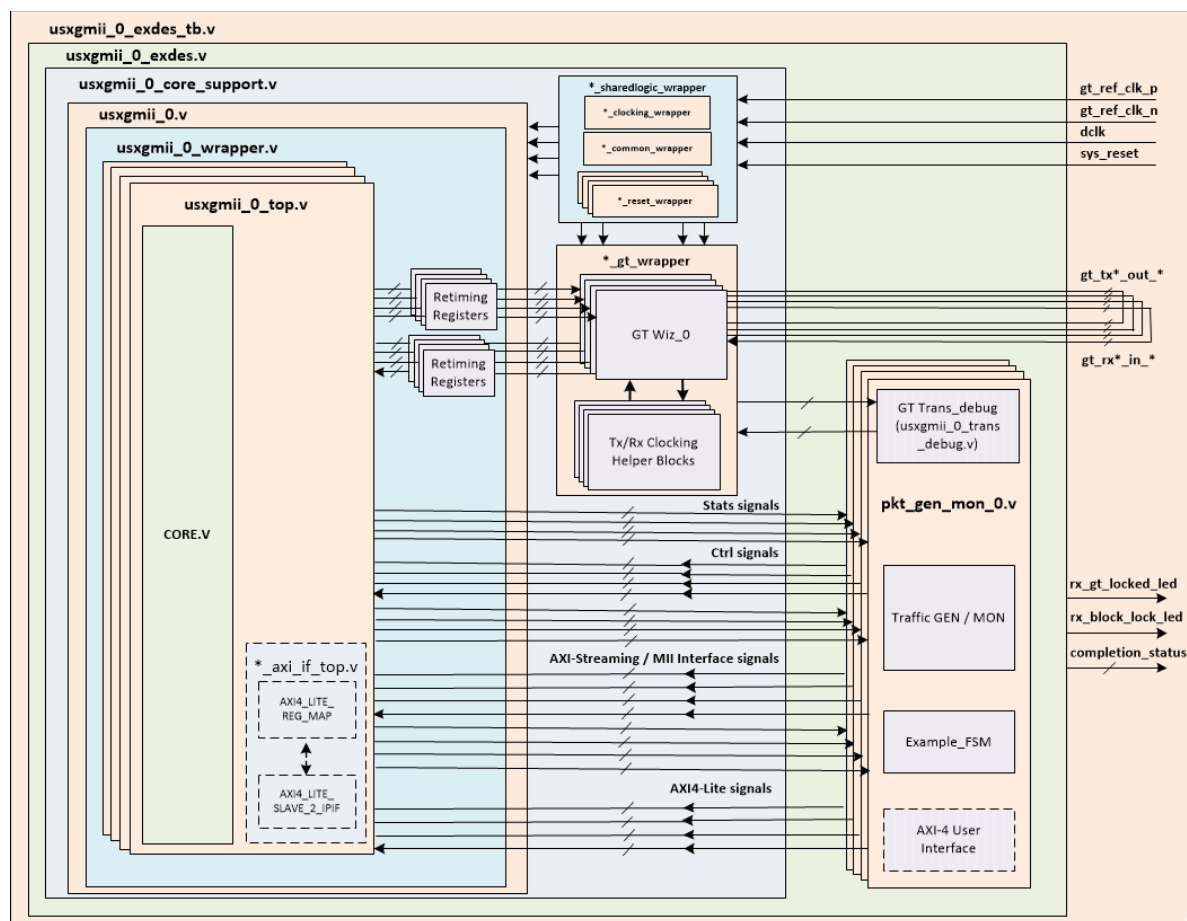 usxgmii_0_exdes_tb.v
usxgmii_0_exdes.v
usxgmii_0_core_support.v
usxgmii_0.v
usxgmii_0_wrapper.v
usxgmii_0_top.v
CORE.V
*_axi_if_top.v
AXI4_LITE_
REG_MAP
AXI4_LITE_
SLAVE_2_IPIF
Retiming
Registers
Retiming
Registers
*_sharedlogic_wrapper
*_clocking_wrapper
*_common_wrapper
*_reset_wrapper
*_gt_wrapper
GT Wiz_0
Tx/Rx Clocking
Helper Blocks
Stats signals
Ctrl signals
AXI-Streaming / MII Interface signals
AXI4-Lite signals
gt_ref_clk_p
gt_ref_clk_n
dclk
sys_reset
gt_tx*_out_*
gt_rx*_in_*
GT Trans_debug
(usxgmii_0_trans
_debug.v)
pkt_gen_mon_0.v
Traffic GEN / MON
Example_FSM
AXI-4 User
Interface
rx_gt_locked_led
rx_block_lock_led
completion_status